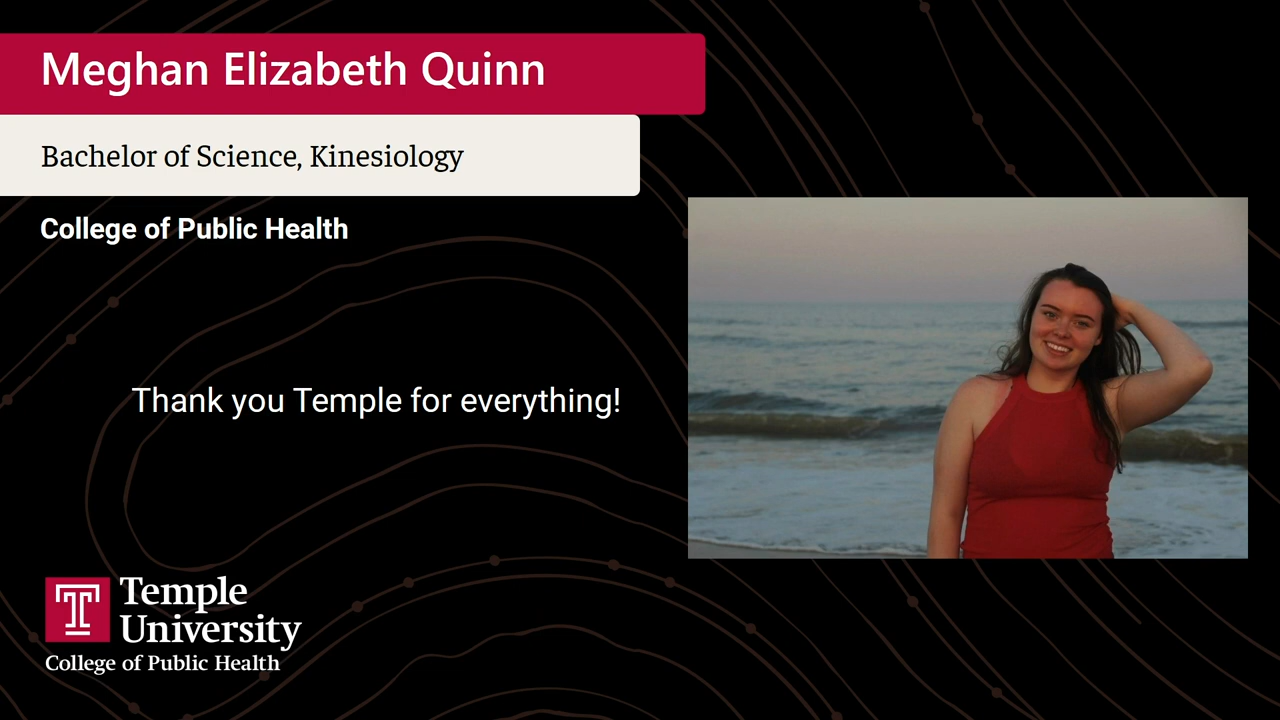 Meghan Elizabeth Quinn
Bachelor of Science, Kinesiology
College of Public Health
Thank you Temple for everything!
Temple
University
College of Public Health